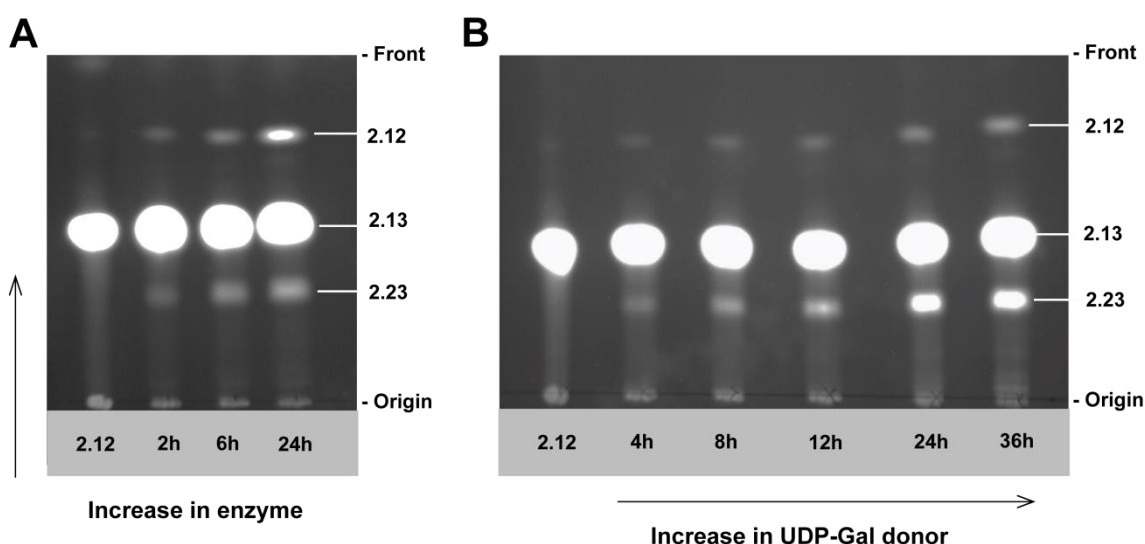 A
- Front
2.12
2.13
2.23
- Origin
2.12 2h 6h 24h
Increase in enzyme
B
- Front
2.12
2.13
2.23
- Origin
2.12 4h 8h 12h 24h 36h
Increase in UDP-Gal donor